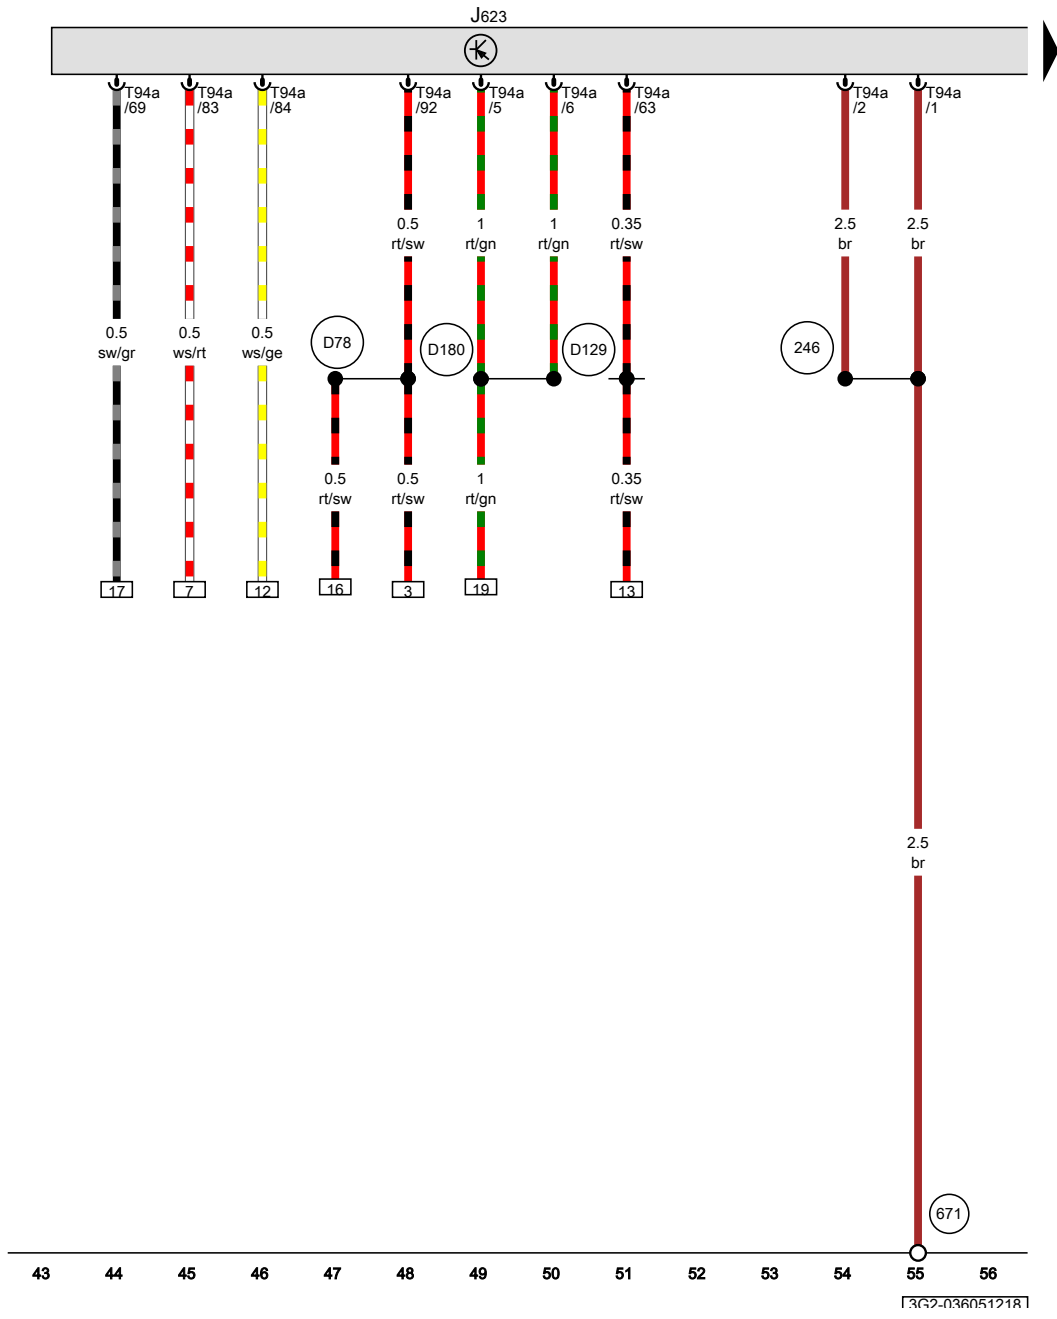 J623
T94a
/69
T94a
/83
T94a
/84
T94a
/92
T94a
/5
T94a
/6
T94a
/63
T94a
/2
T94a
/1
0.5
rt/sw
1
rt/gn
1
rt/gn
0.35
rt/sw
2.5
br
2.5
br
0.5
sw/gr
0.5
ws/rt
0.5
ws/ge
D78
D180
D129
246
0.5
rt/sw
0.5
rt/sw
1
rt/gn
0.35
rt/sw
17
7
12
16
3
19
13
2.5
br
671
43 44 45 46 47 48 49 50 51 52 53 54 55 56
3G2-036051218